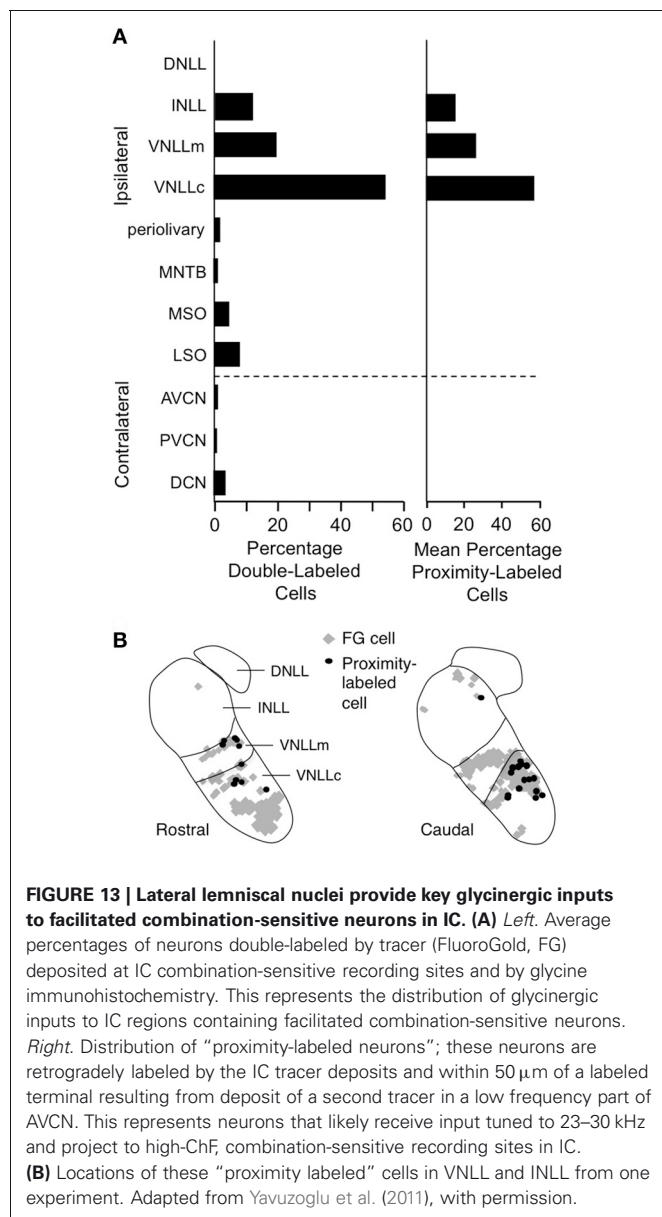 A
DNLL
INLL
VNLLm
VNLLc
periolivary
MNTB
MSO
LSO
AVCN
PVCN
DCN
Ipsilateral
Contralateral
0 20 40 60
0 20 40 60
Percentage
Double-Labeled
Cells
Mean Percentage
Proximity-Labeled
Cells
B
FG cell
Proximity-
labeled
cell
DNLL
INLL
VNLLm
VNLLc
Rostral
Caudal
FIGURE 13 | Lateral lemniscal nuclei provide key glycinergic inputs
to facilitated combination-sensitive neurons in IC. (A) Left. Average
percentages of neurons double-labeled by tracer (FluoroGold, FG)
deposited at IC combination-sensitive recording sites and by glycine
immunohistochemistry. This represents the distribution of glycinergic
inputs to IC regions containing facilitated combination-sensitive neurons.
Right. Distribution of “proximity-labeled neurons”; these neurons are
retrogradely labeled by the IC tracer deposits and within 50 μm of a labeled
terminal resulting from deposit of a second tracer in a low frequency part of
AVCN. This represents neurons that likely receive input tuned to 23–30 kHz
and project to high-ChF, combination-sensitive recording sites in IC.
(B) Locations of these “proximity labeled” cells in VNLL and INLL from one
experiment. Adapted from Yavuzoglu et al. (2011), with permission.